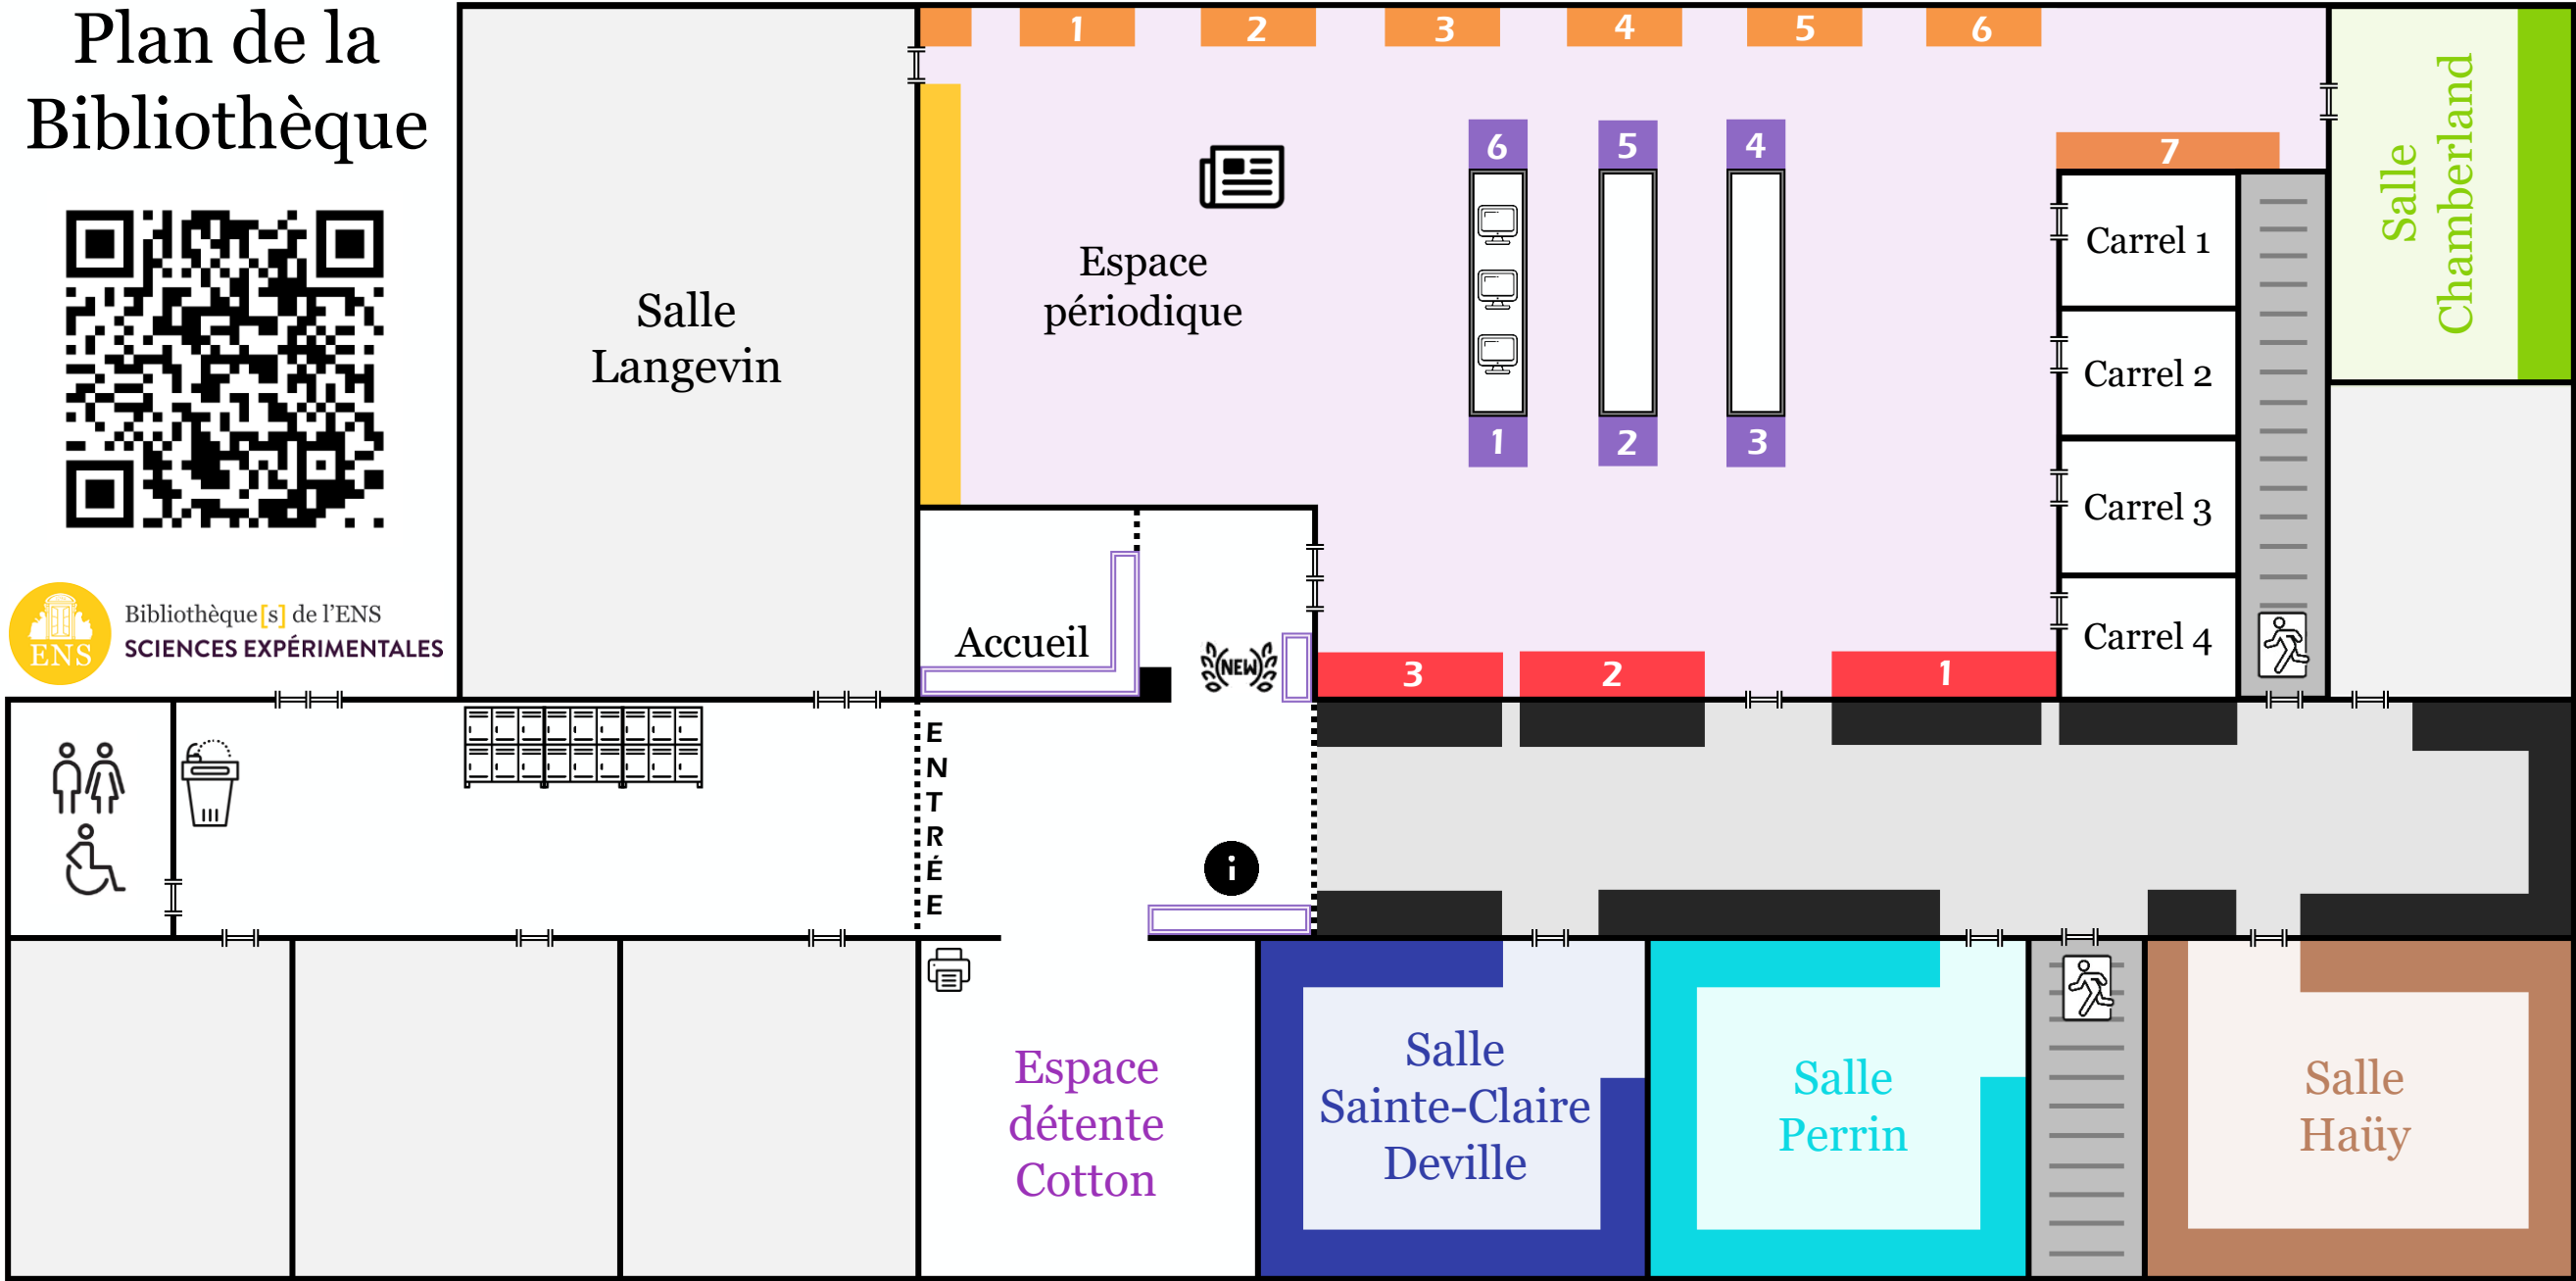 Plan de la
Bibliothèque
ENS
Bibliothèque[s] de l'ENS
SCIENCES EXPÉRIMENTALES
Salle
Langevin
1
2
3
4
5
6
Espace
périodique
6
5
4
1
2
3
7
Carrel 1
Carrel 2
Carrel 3
Carrel 4
Salle
Chamberland
Accueil
NEW
3
2
1
ENTRÉE
i
Espace
détente
Cotton
Salle
Sainte-Claire
Deville
Salle
Perrin
Salle
Haüy